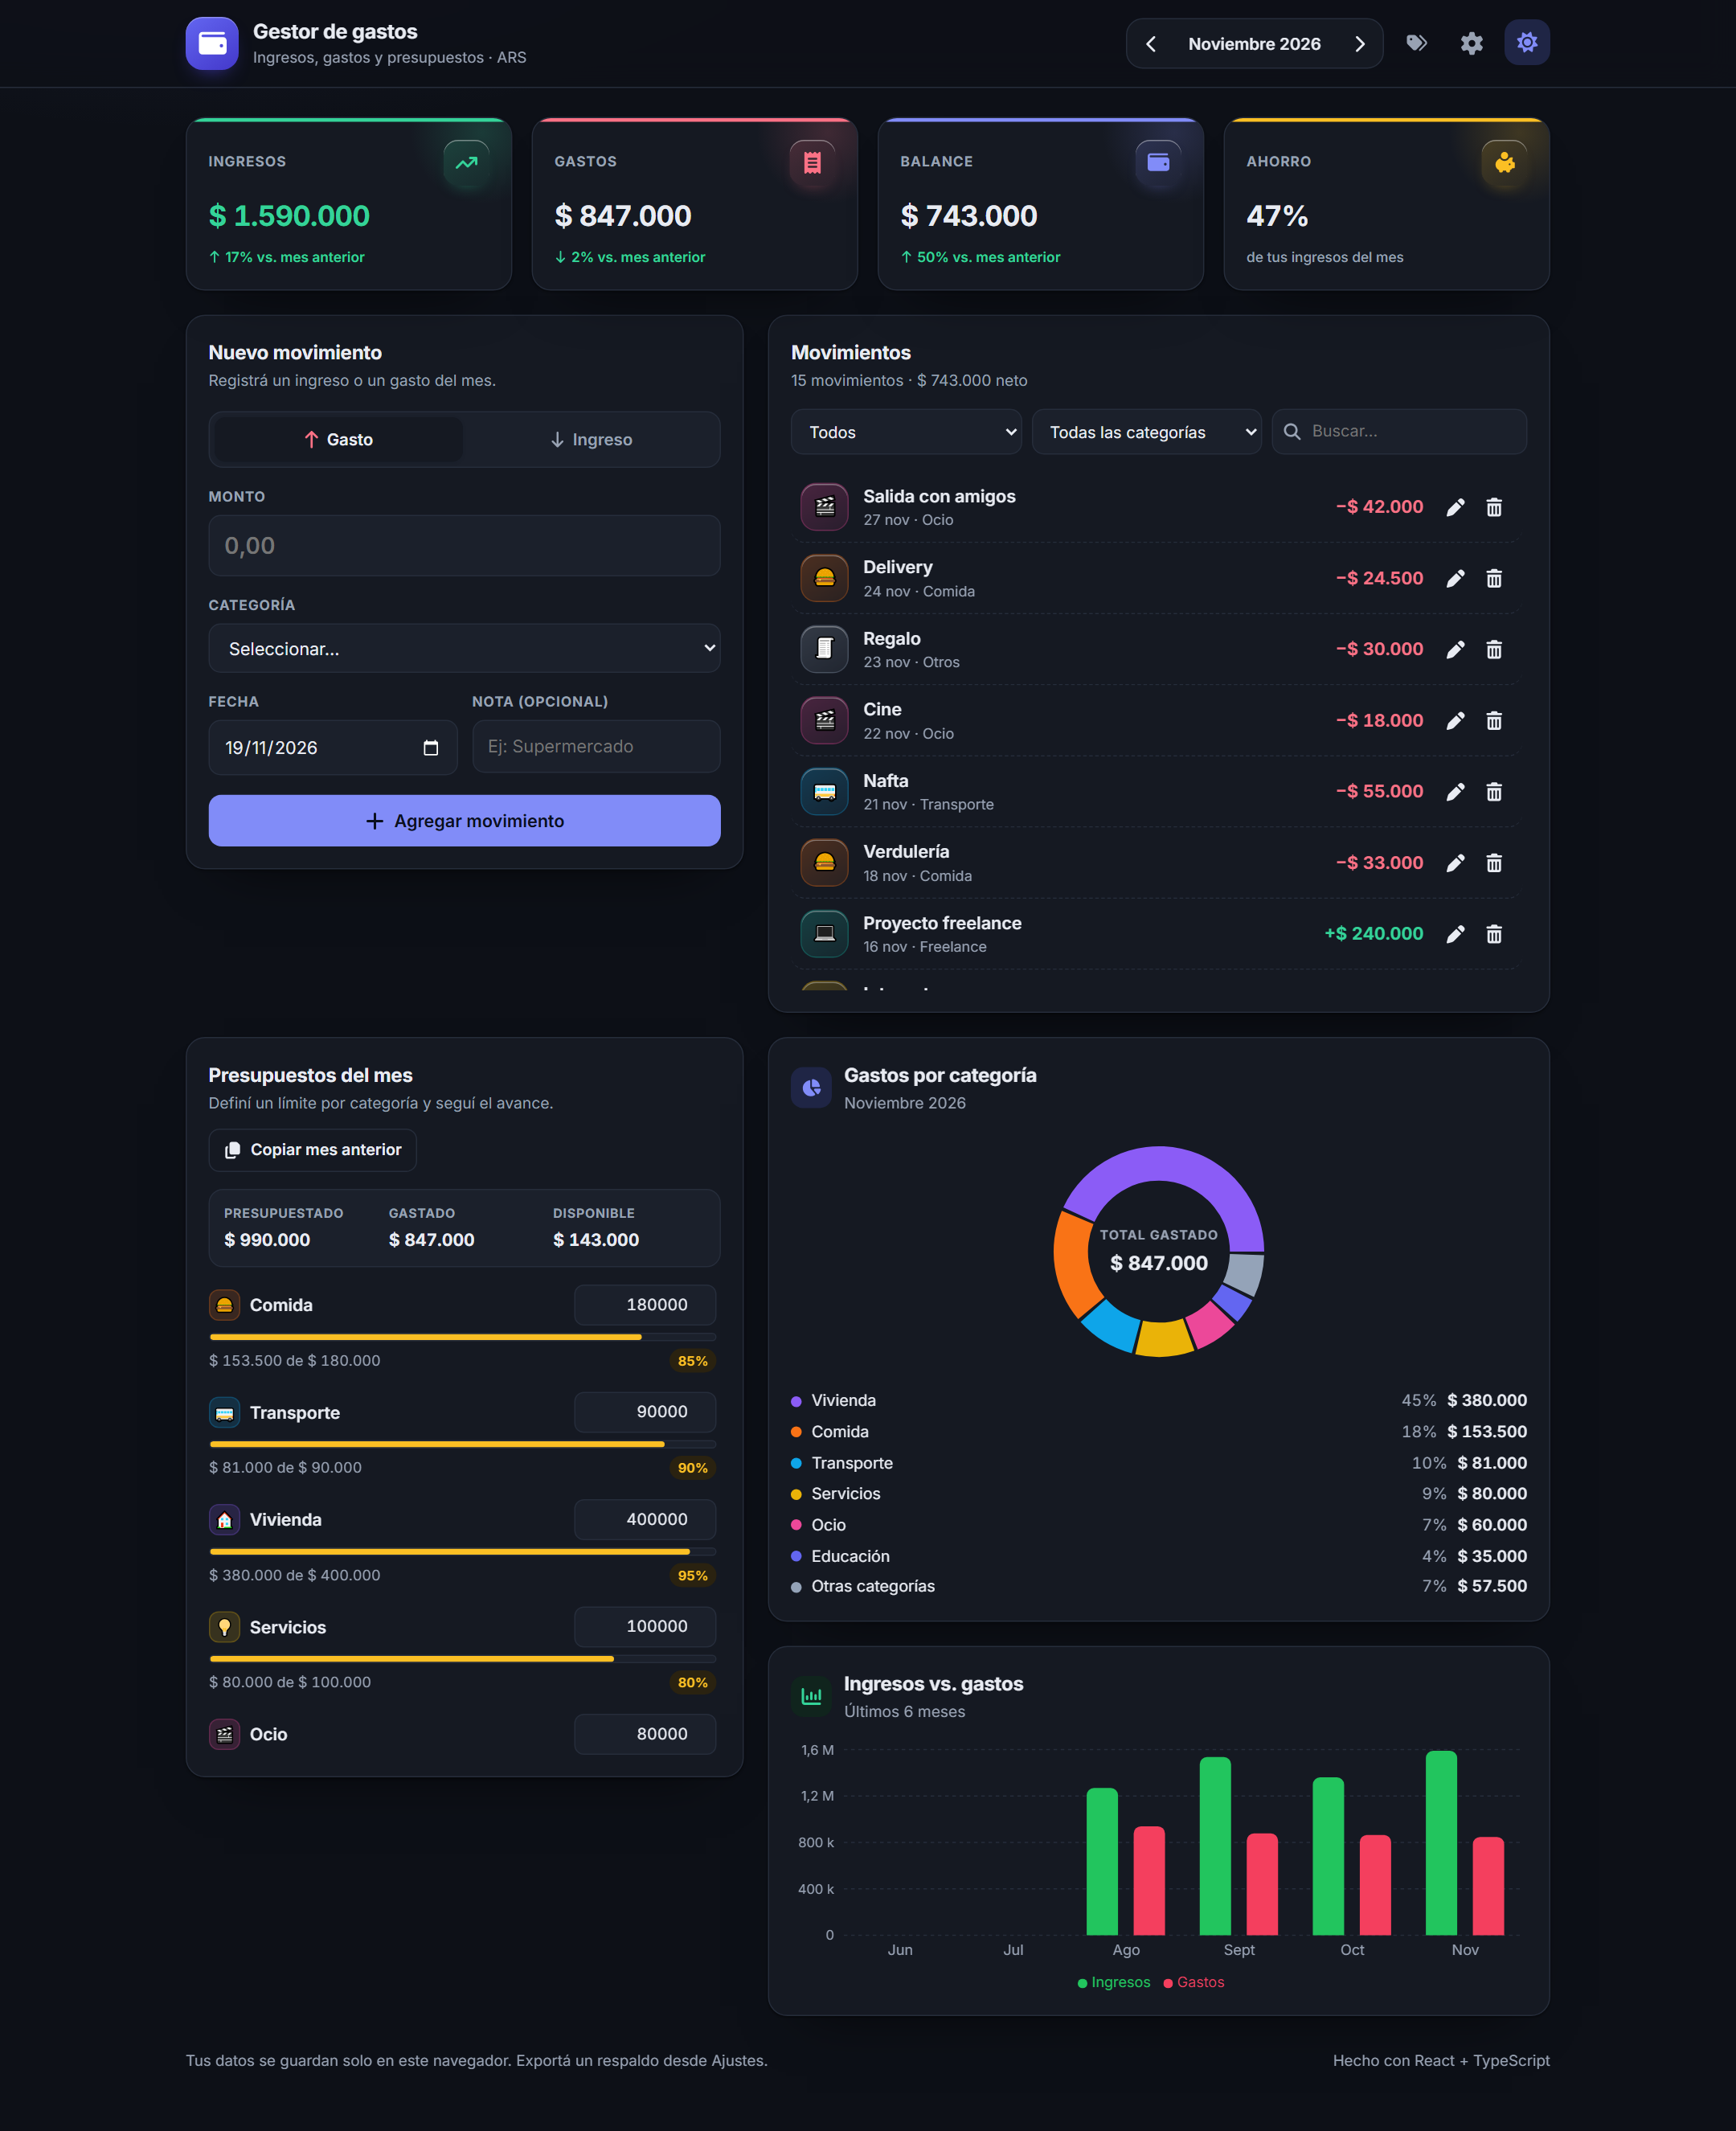 Gestor de gastos
Ingresos, gastos y presupuestos · ARS
Noviembre 2026
INGRESOS
$ 1.590.000
↑ 17% vs. mes anterior
GASTOS
$ 847.000
↓ 2% vs. mes anterior
BALANCE
$ 743.000
↑ 50% vs. mes anterior
AHORRO
47%
de tus ingresos del mes
Nuevo movimiento
Registrá un ingreso o un gasto del mes.
↑ Gasto
↓ Ingreso
MONTO
0,00
CATEGORÍA
Seleccionar...
FECHA
19/11/2026
NOTA (OPCIONAL)
Ej: Supermercado
+ Agregar movimiento
Movimientos
15 movimientos · $ 743.000 neto
Todos
Todas las categorías
Buscar...
Salida con amigos
27 nov · Ocio
−$ 42.000
Delivery
24 nov · Comida
−$ 24.500
Regalo
23 nov · Otros
−$ 30.000
Cine
22 nov · Ocio
−$ 18.000
Nafta
21 nov · Transporte
−$ 55.000
Verdulería
18 nov · Comida
−$ 33.000
Proyecto freelance
16 nov · Freelance
+$ 240.000
Presupuestos del mes
Definí un límite por categoría y seguí el avance.
Copiar mes anterior
PRESUPUESTADO
$ 990.000
GASTADO
$ 847.000
DISPONIBLE
$ 143.000
Comida
180000
$ 153.500 de $ 180.000
85%
Transporte
90000
$ 81.000 de $ 90.000
90%
Vivienda
400000
$ 380.000 de $ 400.000
95%
Servicios
100000
$ 80.000 de $ 100.000
80%
Ocio
80000
Gastos por categoría
Noviembre 2026
TOTAL GASTADO
$ 847.000
Vivienda 45% $ 380.000
Comida 18% $ 153.500
Transporte 10% $ 81.000
Servicios 9% $ 80.000
Ocio 7% $ 60.000
Educación 4% $ 35.000
Otras categorías 7% $ 57.500
Ingresos vs. gastos
Últimos 6 meses
1,6 M
1,2 M
800 k
400 k
0
Jun Jul Ago Sept Oct Nov
Ingresos Gastos
Tus datos se guardan solo en este navegador. Exportá un respaldo desde Ajustes.
Hecho con React + TypeScript